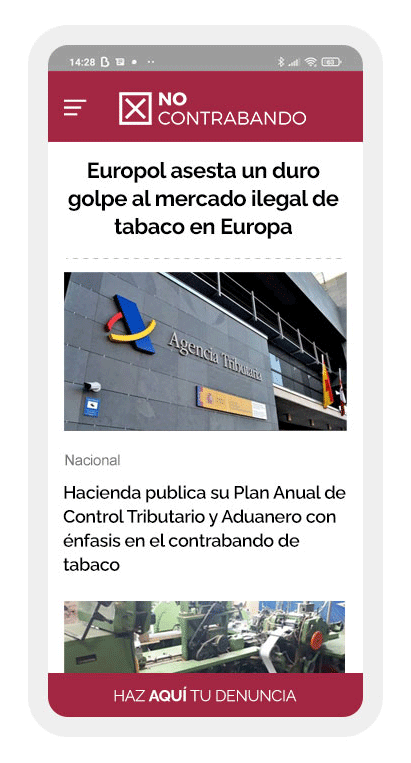 14:28
NO
CONTRABANDO
Europol asesta un duro
golpe al mercado ilegal de
tabaco en Europa
Agencia Tributaria
Nacional
Hacienda publica su Plan Anual de
Control Tributario y Aduanero con
énfasis en el contrabando de
tabaco
HAZ AQUÍ TU DENUNCIA